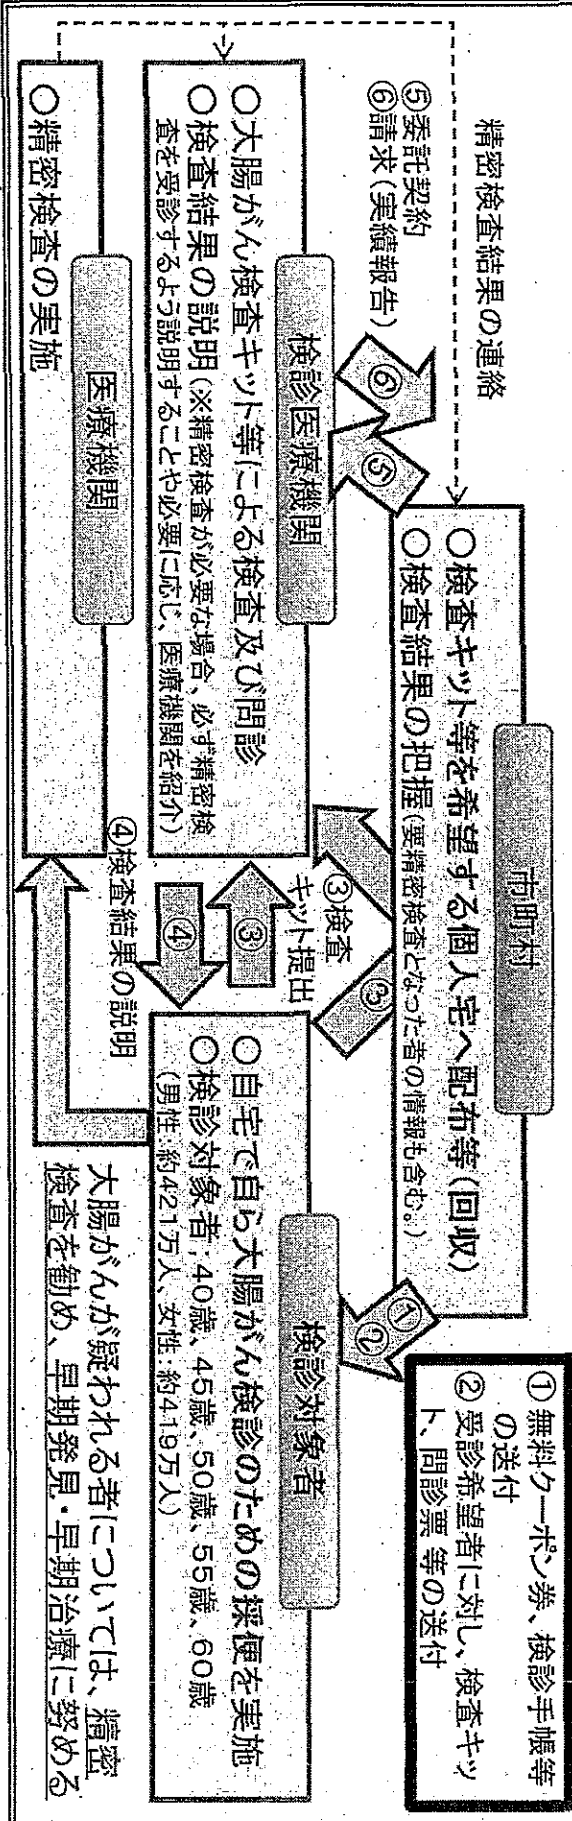 市町村
○ 検査キット等を希望する個人宅へ配布等(回収)
○ 検査結果の把握(要精密検査となった者の情報も含む。)
① 無料クーポン券、検診手帳等
の送付
② 受診希望者に対し、検査キッ
ト、問診票 等の送付
精密検査結果の連絡
⑤委託契約
⑥請求(実績報告)
⑥
⑤
③検査
キット提出
③
①
②
検診医療機関
○ 大腸がん検査キット等による検査及び問診
○ 検査結果の説明(※精密検査が必要な場合、必ず精密検
査を受診するよう説明することや必要に応じ、医療機関を紹介)
③
④
④検査結果の説明
検診対象者
○ 自宅で自ら大腸がん検診のための採便を実施
○ 検診対象者:40歳、45歳、50歳、55歳、60歳
(男性:約421万人、女性:約419万人)
医療機関
○ 精密検査の実施
大腸がんが疑われる者については、精密
検査を勧め、早期発見・早期治療に努める